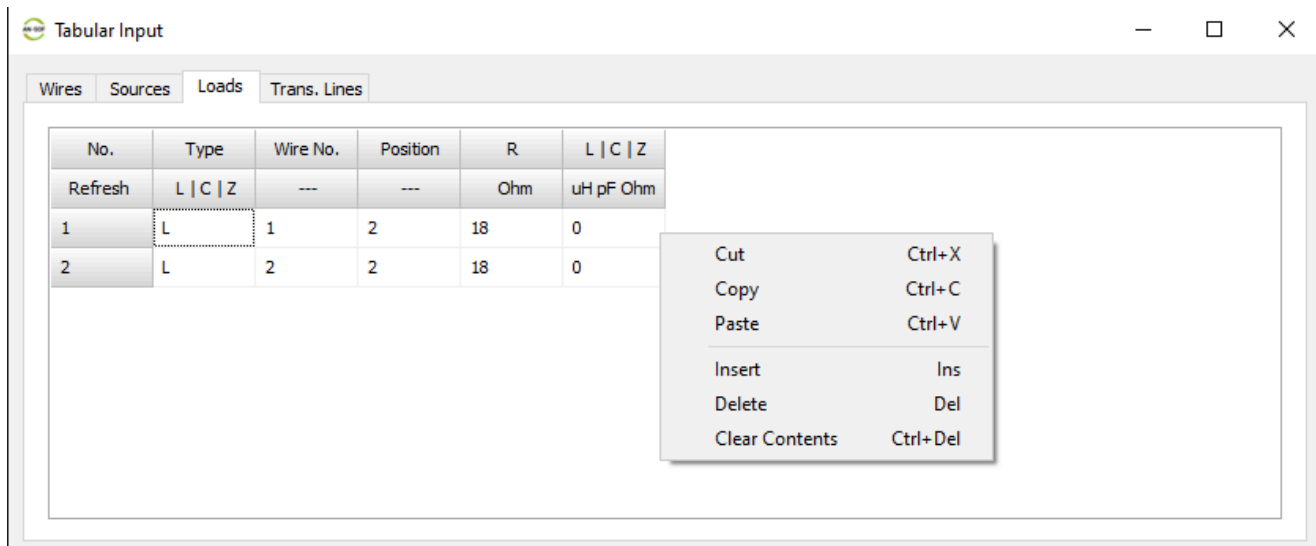 AN-SOF Tabular Input
Wires Sources Loads Trans. Lines
No. Type Wire No. Position R L | C | Z
Refresh L | C | Z --- --- Ohm uH pF Ohm
1 L 1 2 18 0
2 L 2 2 18 0
Cut Ctrl+X
Copy Ctrl+C
Paste Ctrl+V
Insert Ins
Delete Del
Clear Contents Ctrl+Del